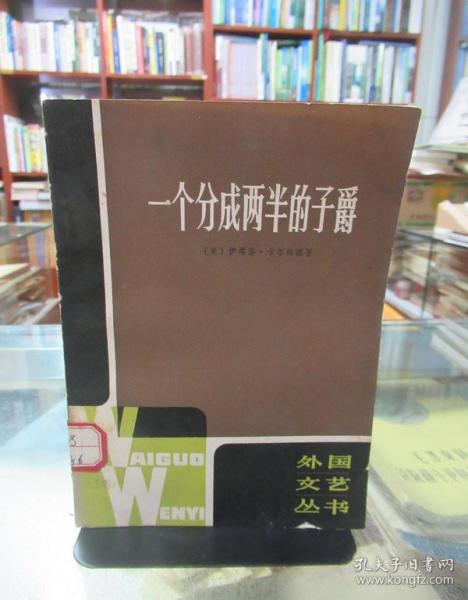 一个分成两半的子爵
〔意〕伊塔洛·卡尔维诺著
WAIGUO
WENYI
外国
文艺
丛书
孔夫子旧书网
www.kongfz.com